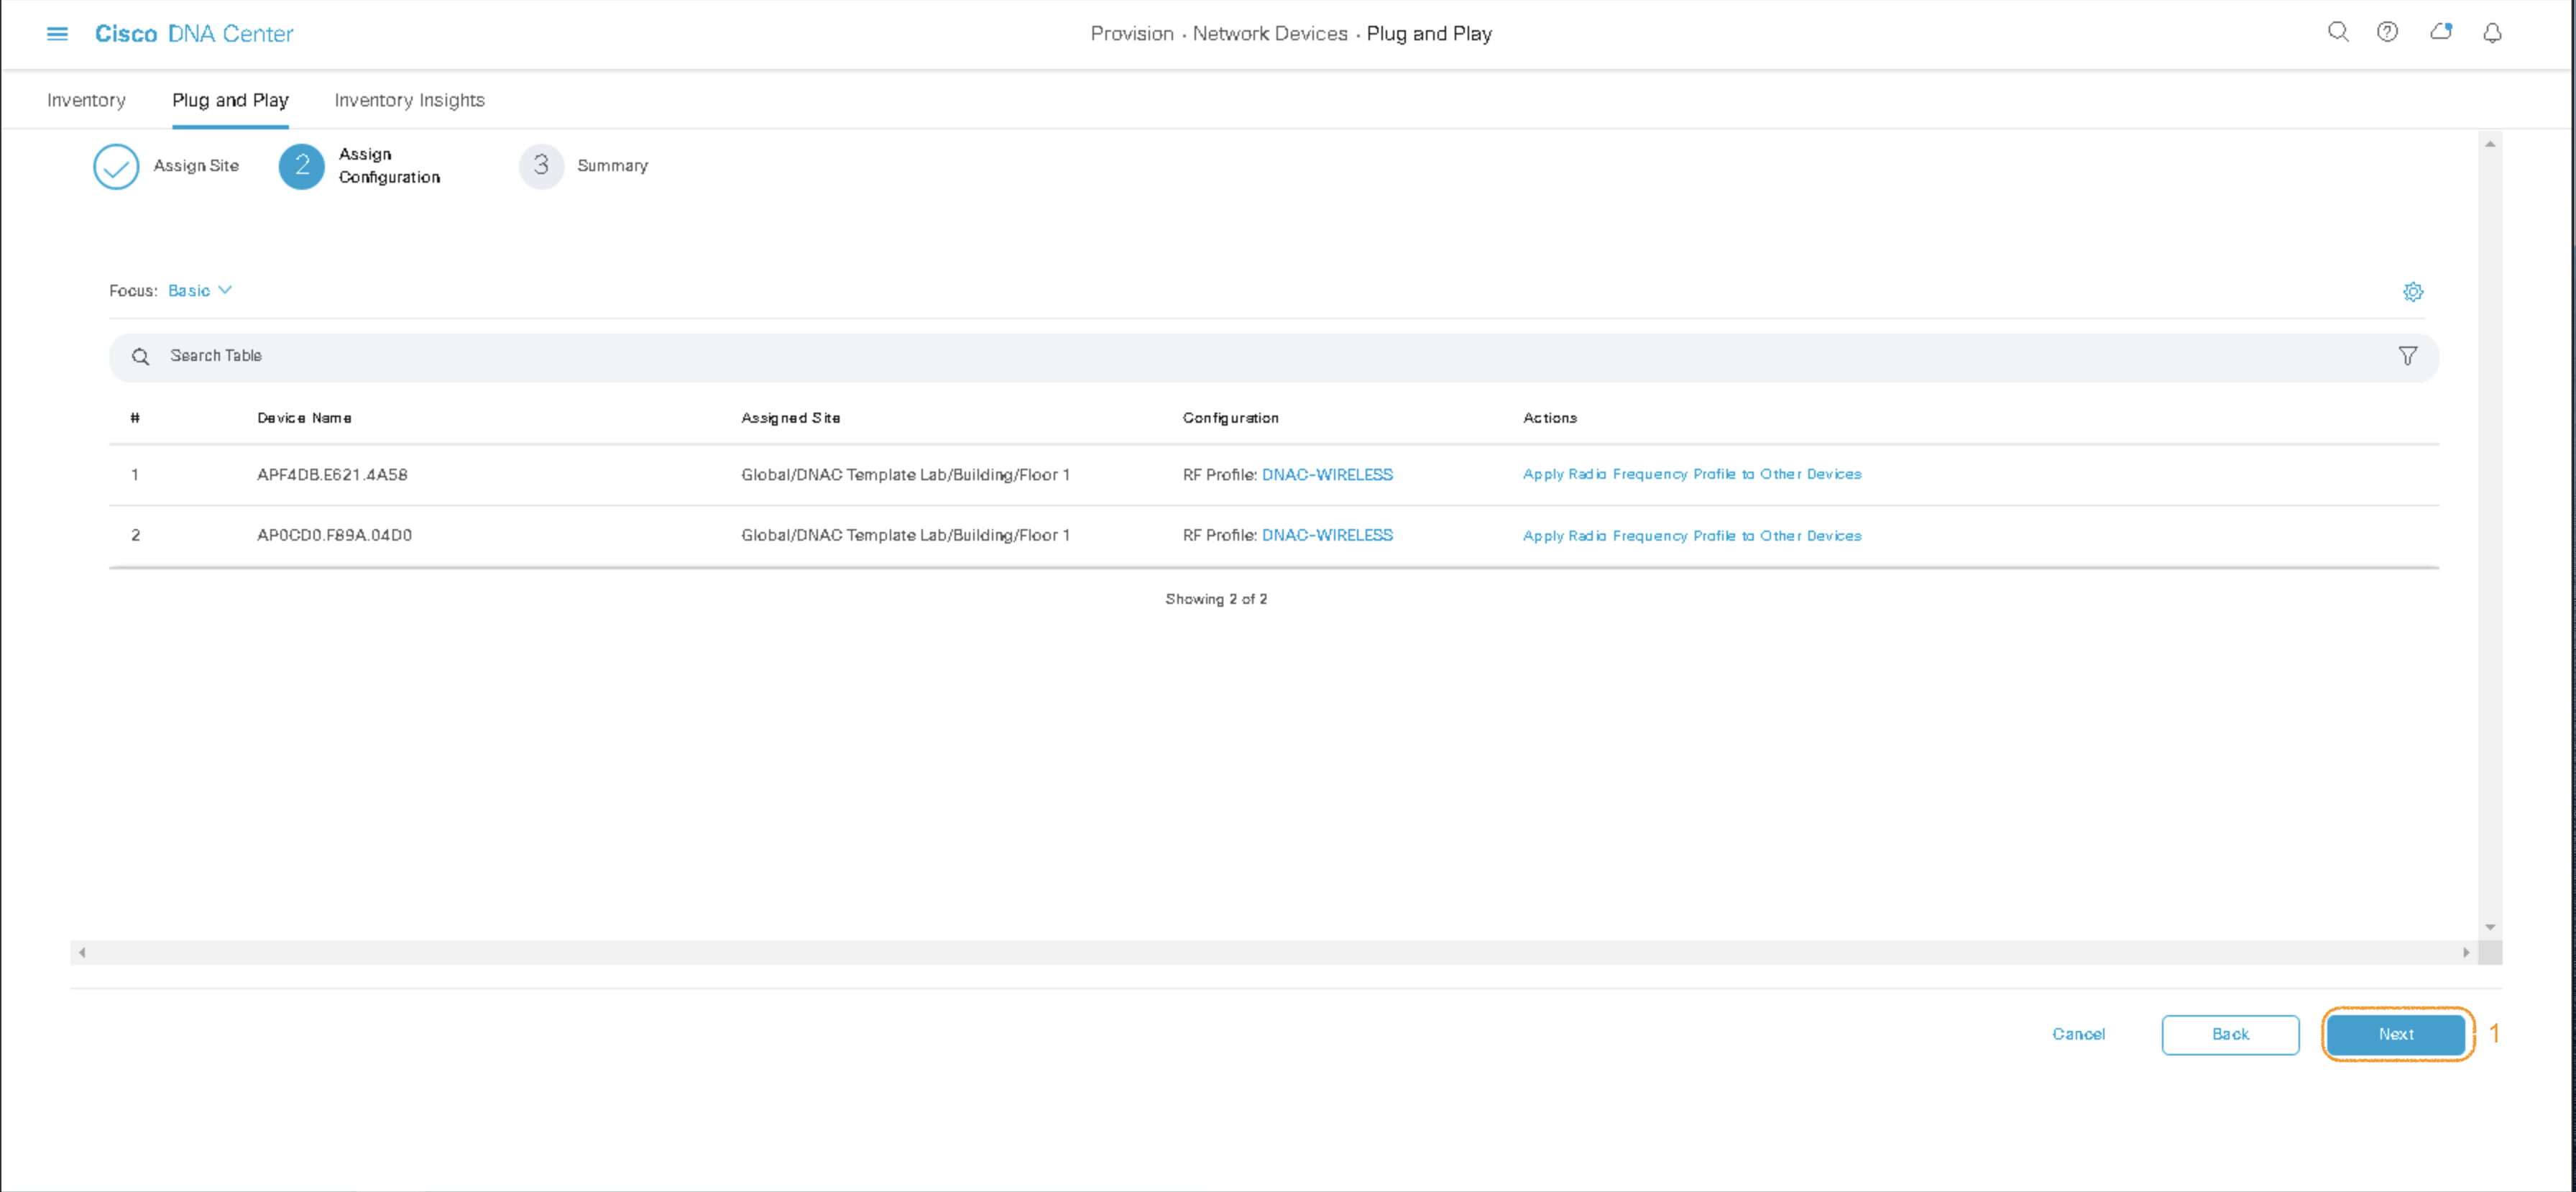 Cisco DNA Center
Provision · Network Devices · Plug and Play
Inventory Plug and Play Inventory Insights
Assign Site
2 Assign Configuration
3 Summary
Focus: Basic
Search Table
# Device Name Assigned Site Configuration Actions
1 APF4DB.E621.4A58 Global/DNAC Template Lab/Building/Floor 1 RF Profile: DNAC-WIRELESS Apply Radio Frequency Profile to Other Devices
2 AP0CD0.F89A.04D0 Global/DNAC Template Lab/Building/Floor 1 RF Profile: DNAC-WIRELESS Apply Radio Frequency Profile to Other Devices
Showing 2 of 2
Cancel Back Next 1